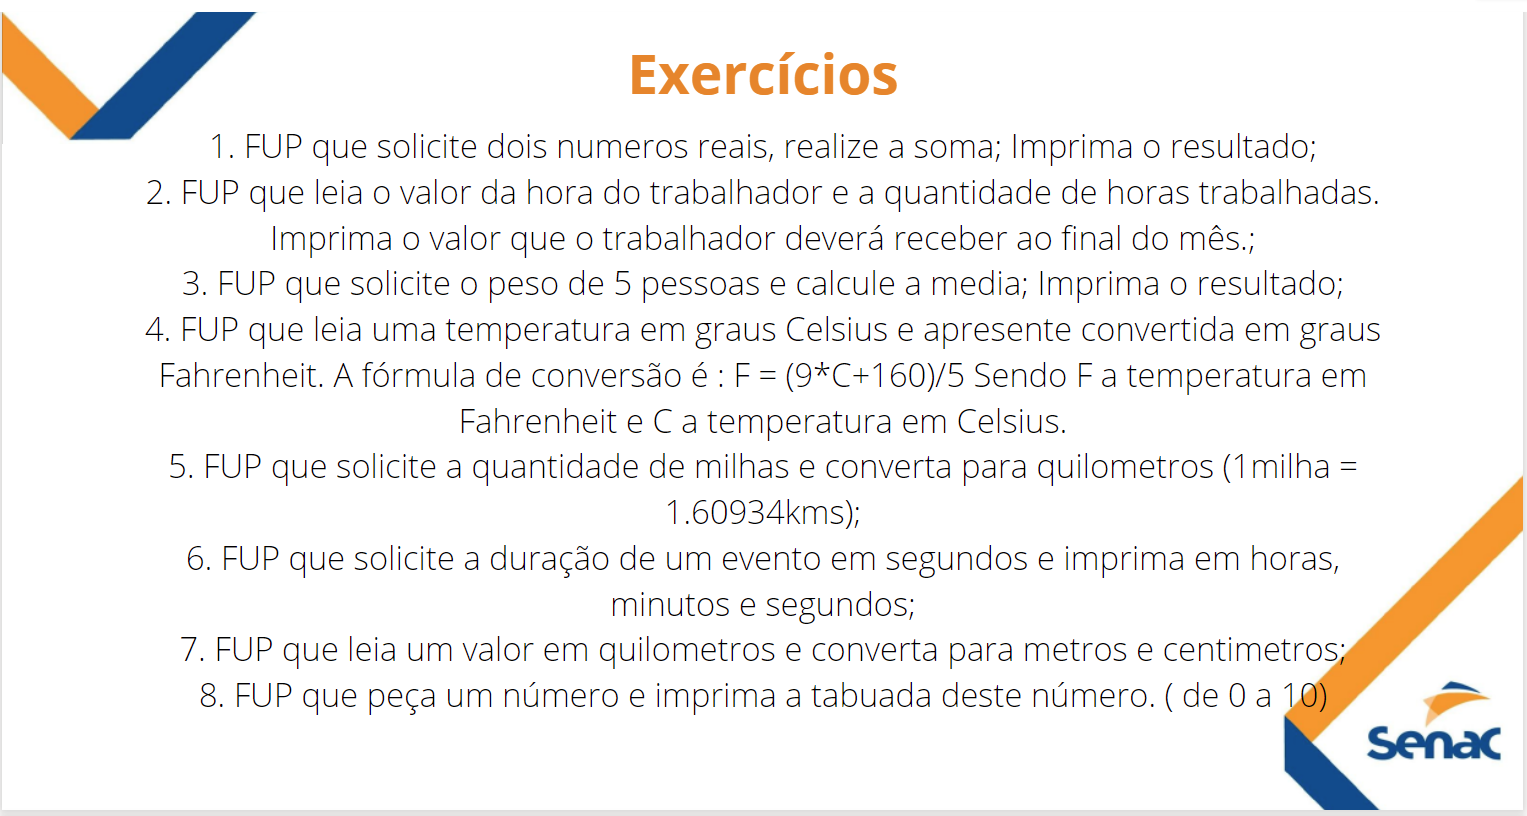 Exercícios
1. FUP que solicite dois numeros reais, realize a soma; Imprima o resultado;
2. FUP que leia o valor da hora do trabalhador e a quantidade de horas trabalhadas.
Imprima o valor que o trabalhador deverá receber ao final do mês.;
3. FUP que solicite o peso de 5 pessoas e calcule a media; Imprima o resultado;
4. FUP que leia uma temperatura em graus Celsius e apresente convertida em graus
Fahrenheit. A fórmula de conversão é : F = (9*C+160)/5 Sendo F a temperatura em
Fahrenheit e C a temperatura em Celsius.
5. FUP que solicite a quantidade de milhas e converta para quilometros (1milha =
1.60934kms);
6. FUP que solicite a duração de um evento em segundos e imprima em horas,
minutos e segundos;
7. FUP que leia um valor em quilometros e converta para metros e centimetros;
8. FUP que peça um número e imprima a tabuada deste número. ( de 0 a 10)
Senac